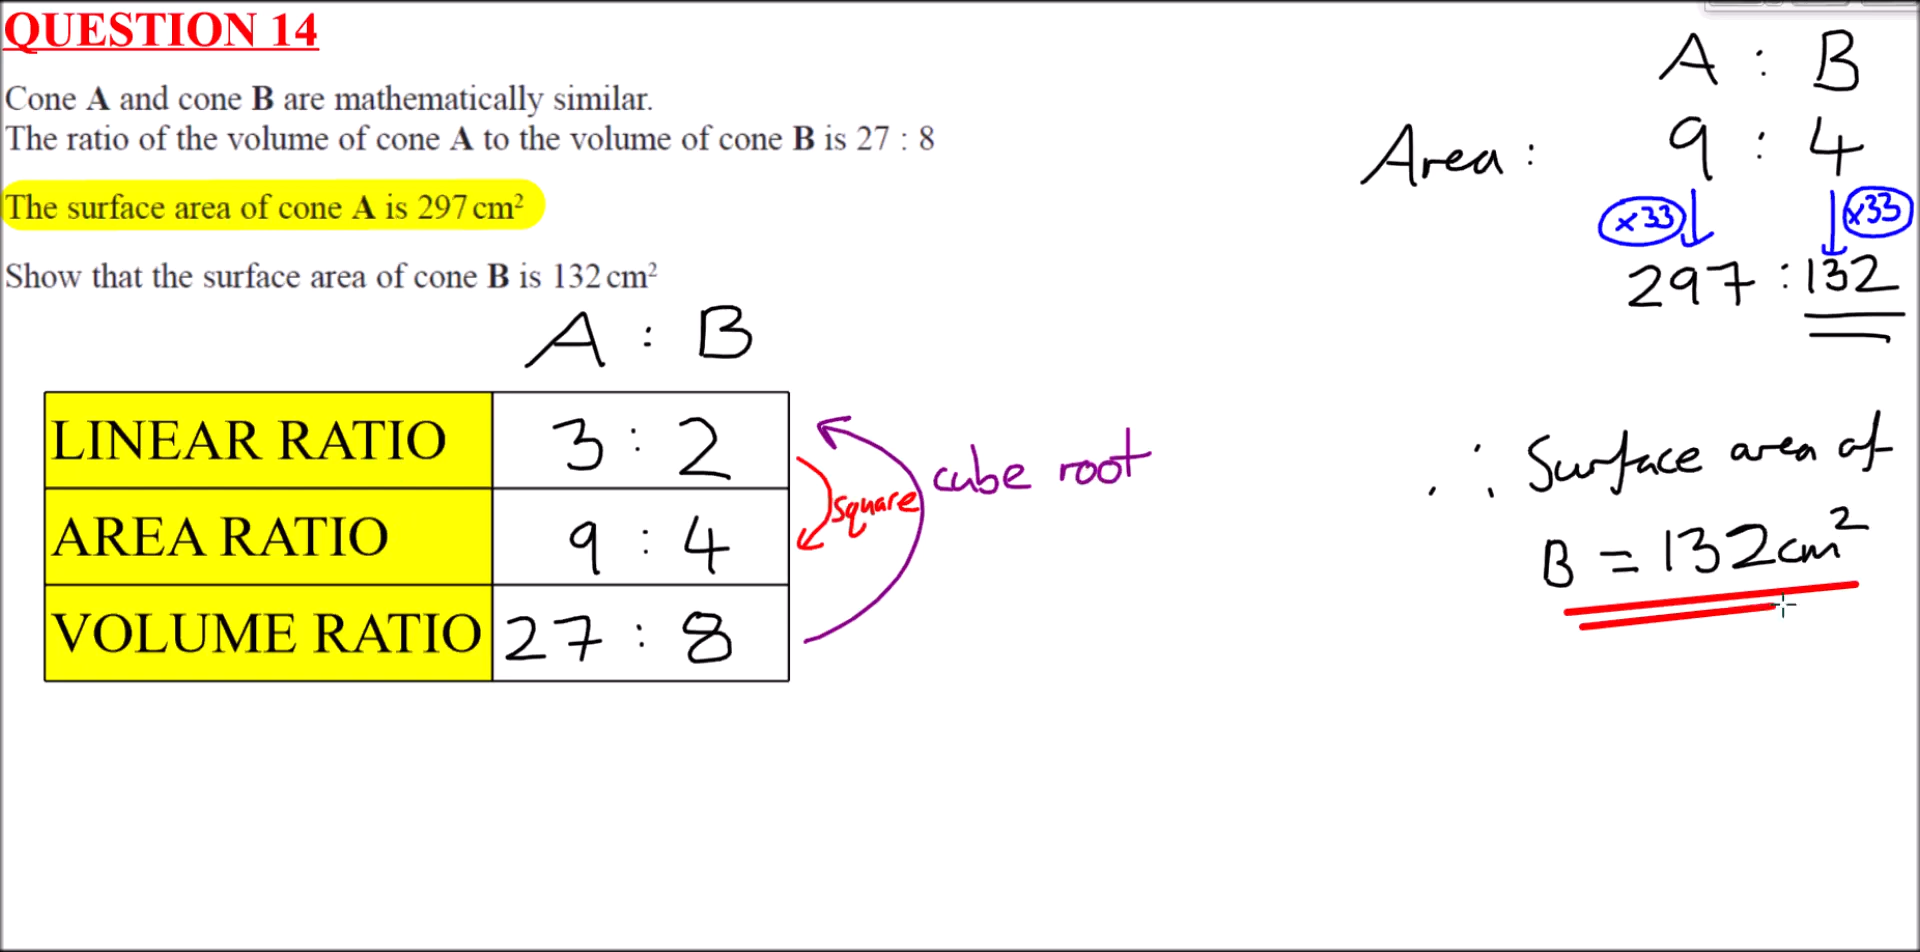 QUESTION 14
Cone A and cone B are mathematically similar.
The ratio of the volume of cone A to the volume of cone B is 27 : 8
The surface area of cone A is 297 cm²
Show that the surface area of cone B is 132 cm²
A : B
LINEAR RATIO 3 : 2
AREA RATIO 9 : 4
VOLUME RATIO 27 : 8
square
cube root
A : B
Area : 9 : 4
×33 ×33
297 : 132
∴ Surface area of
B = 132cm²